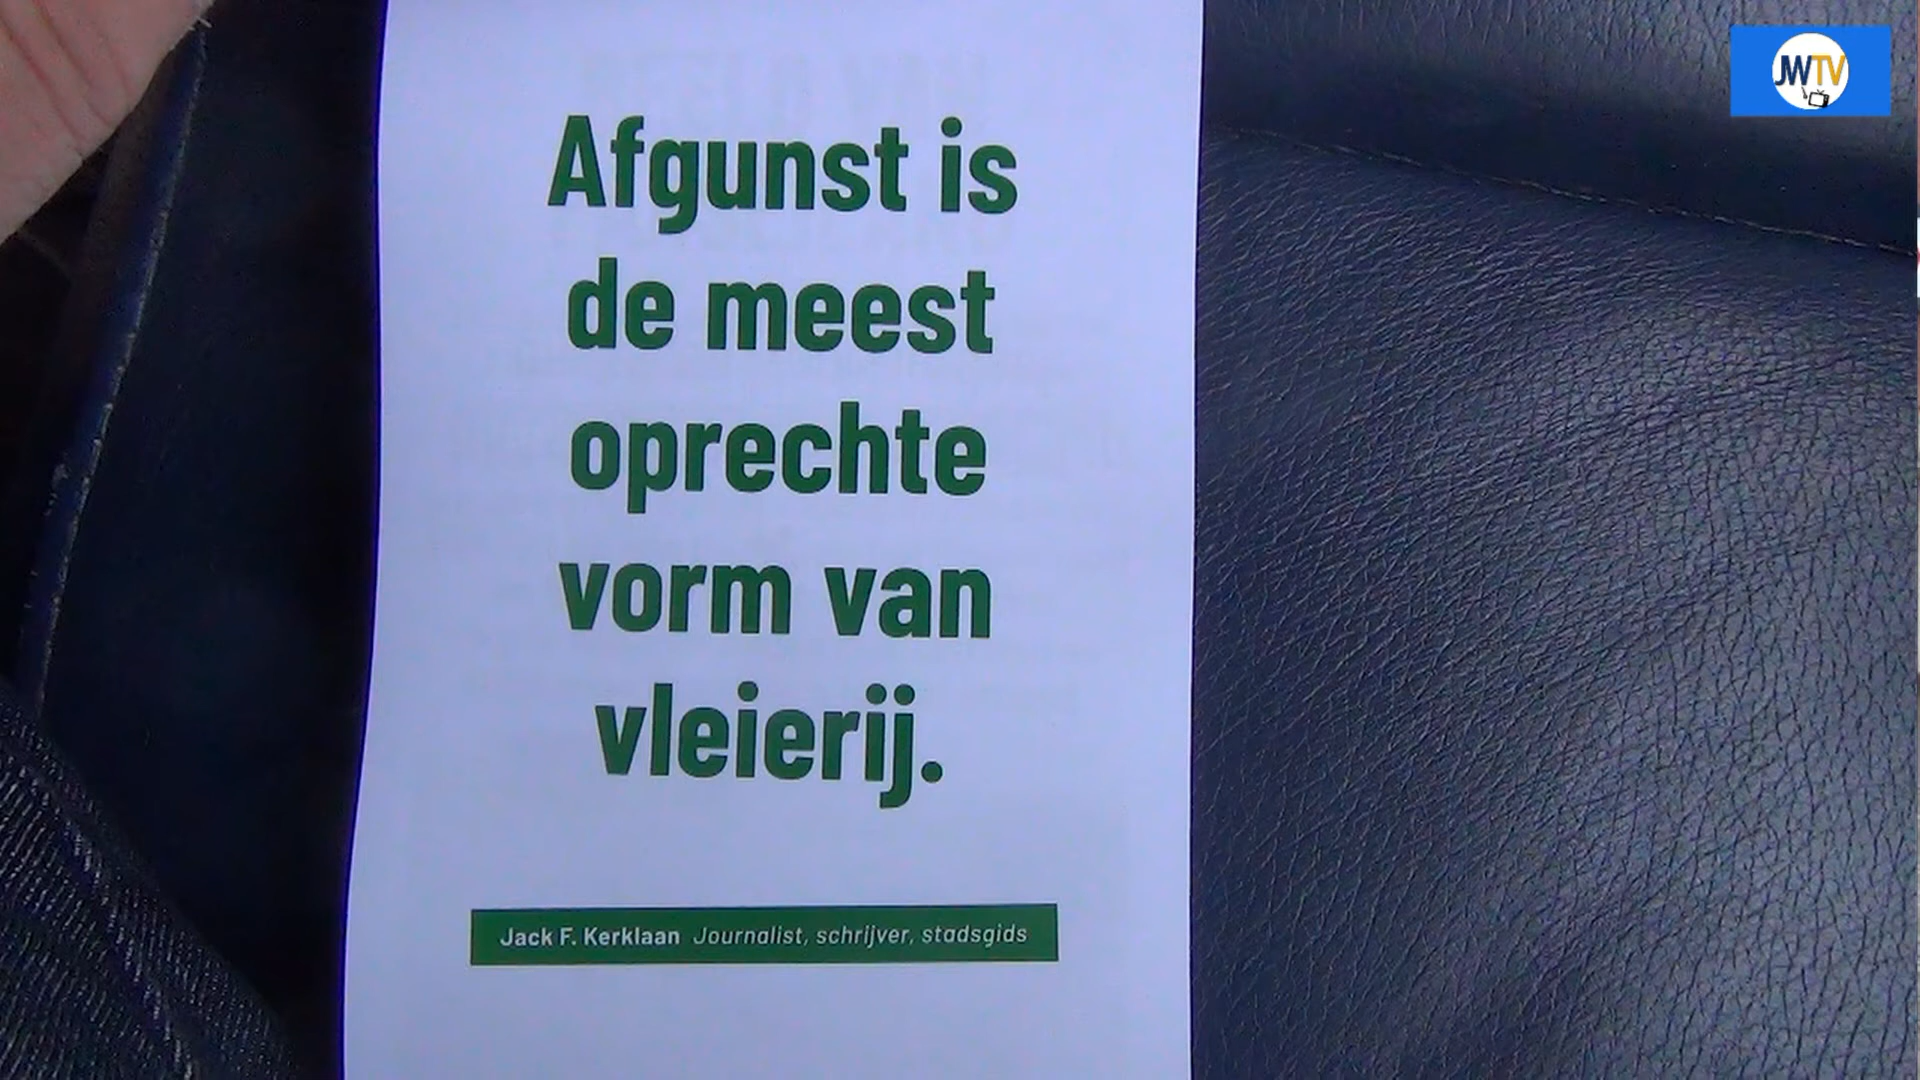 JWTV
Afgunst is
de meest
oprechte
vorm van
vleierij.
Jack F. Kerklaan Journalist, schrijver, stadsgids